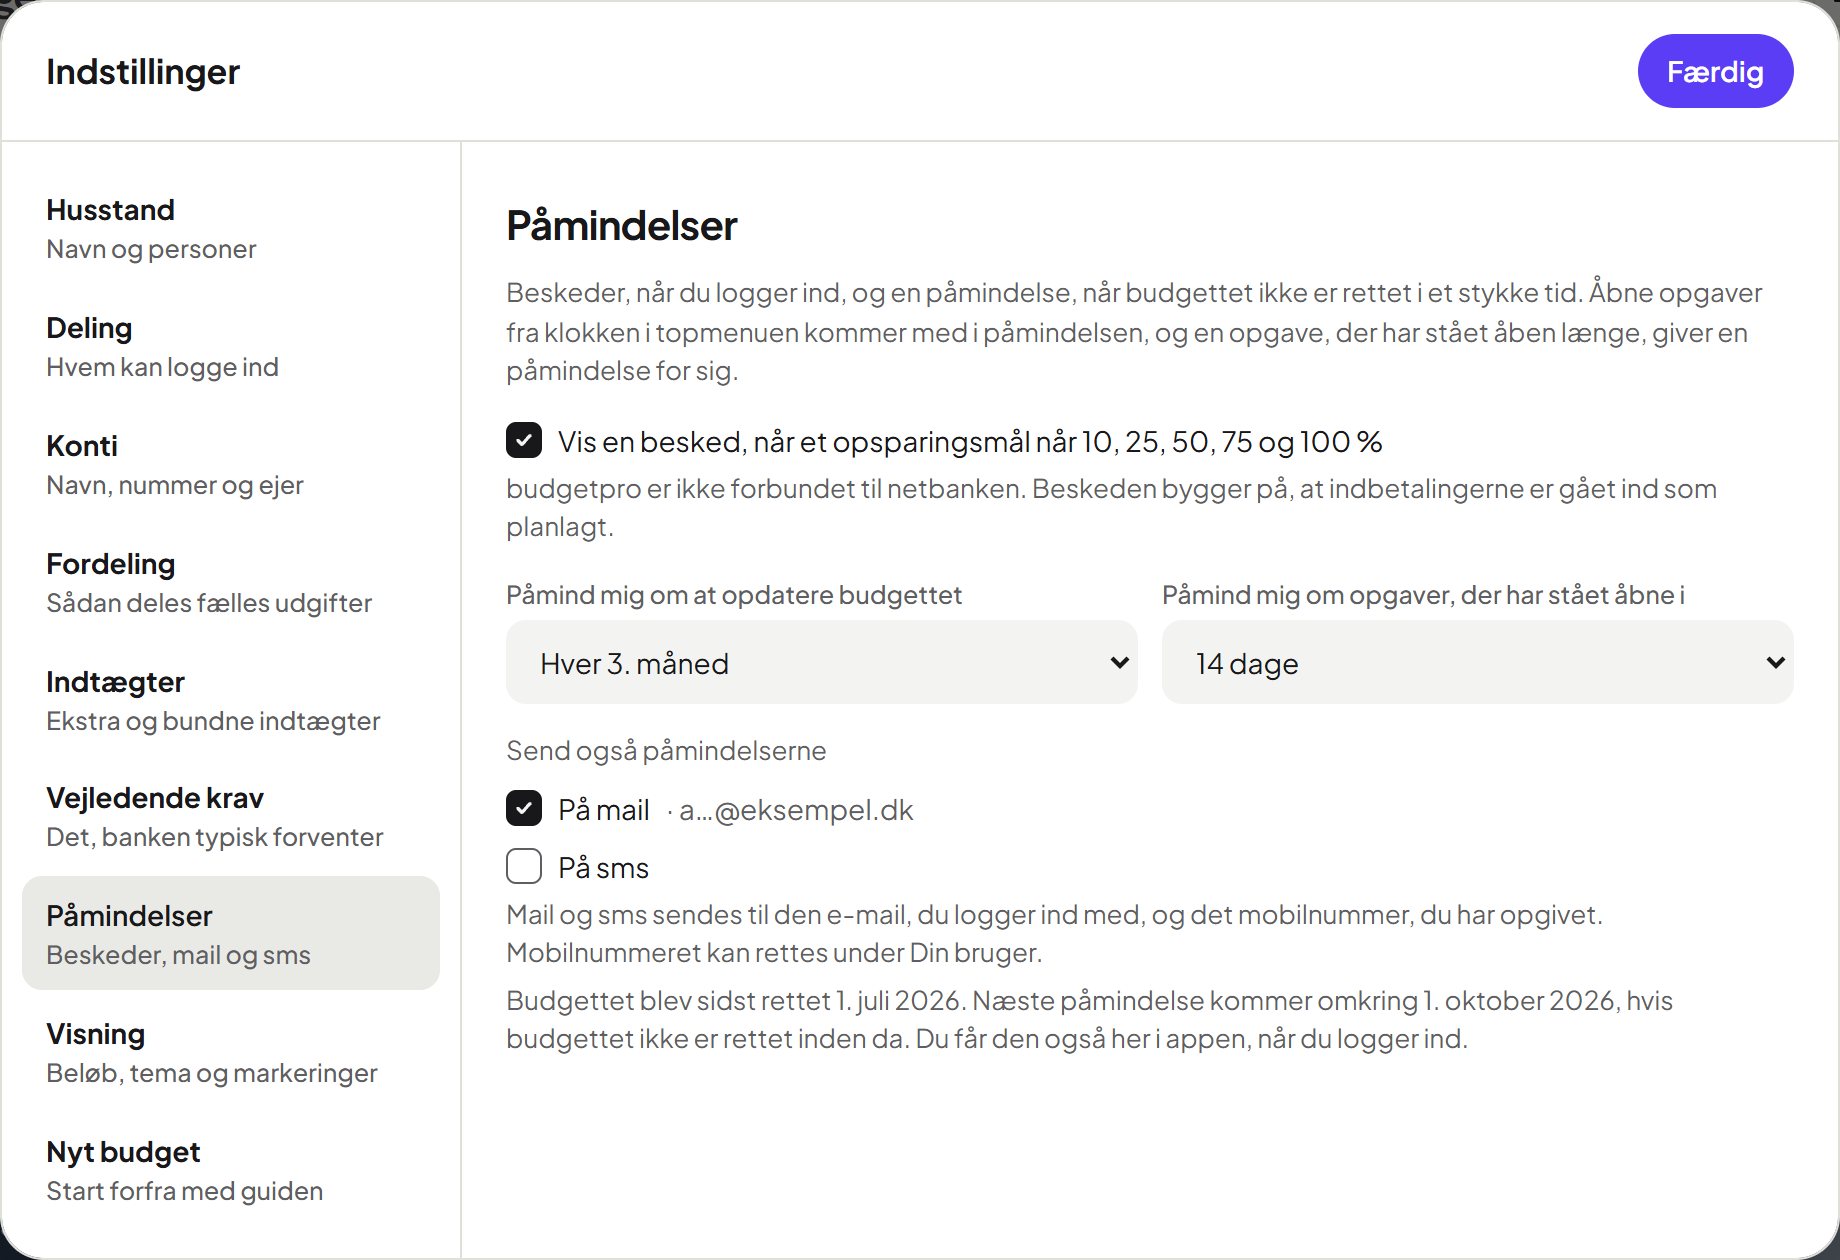 Indstillinger
Færdig
Husstand
Navn og personer
Deling
Hvem kan logge ind
Konti
Navn, nummer og ejer
Fordeling
Sådan deles fælles udgifter
Indtægter
Ekstra og bundne indtægter
Vejledende krav
Det, banken typisk forventer
Påmindelser
Beskeder, mail og sms
Visning
Beløb, tema og markeringer
Nyt budget
Start forfra med guiden
Påmindelser
Beskeder, når du logger ind, og en påmindelse, når budgettet ikke er rettet i et stykke tid. Åbne opgaver
fra klokken i topmenuen kommer med i påmindelsen, og en opgave, der har stået åben længe, giver en
påmindelse for sig.
Vis en besked, når et opsparingsmål når 10, 25, 50, 75 og 100 %
budgetpro er ikke forbundet til netbanken. Beskeden bygger på, at indbetalingerne er gået ind som
planlagt.
Påmind mig om at opdatere budgettet
Hver 3. måned
Påmind mig om opgaver, der har stået åbne i
14 dage
Send også påmindelserne
På mail · a…@eksempel.dk
På sms
Mail og sms sendes til den e-mail, du logger ind med, og det mobilnummer, du har opgivet.
Mobilnummeret kan rettes under Din bruger.
Budgettet blev sidst rettet 1. juli 2026. Næste påmindelse kommer omkring 1. oktober 2026, hvis
budgettet ikke er rettet inden da. Du får den også her i appen, når du logger ind.